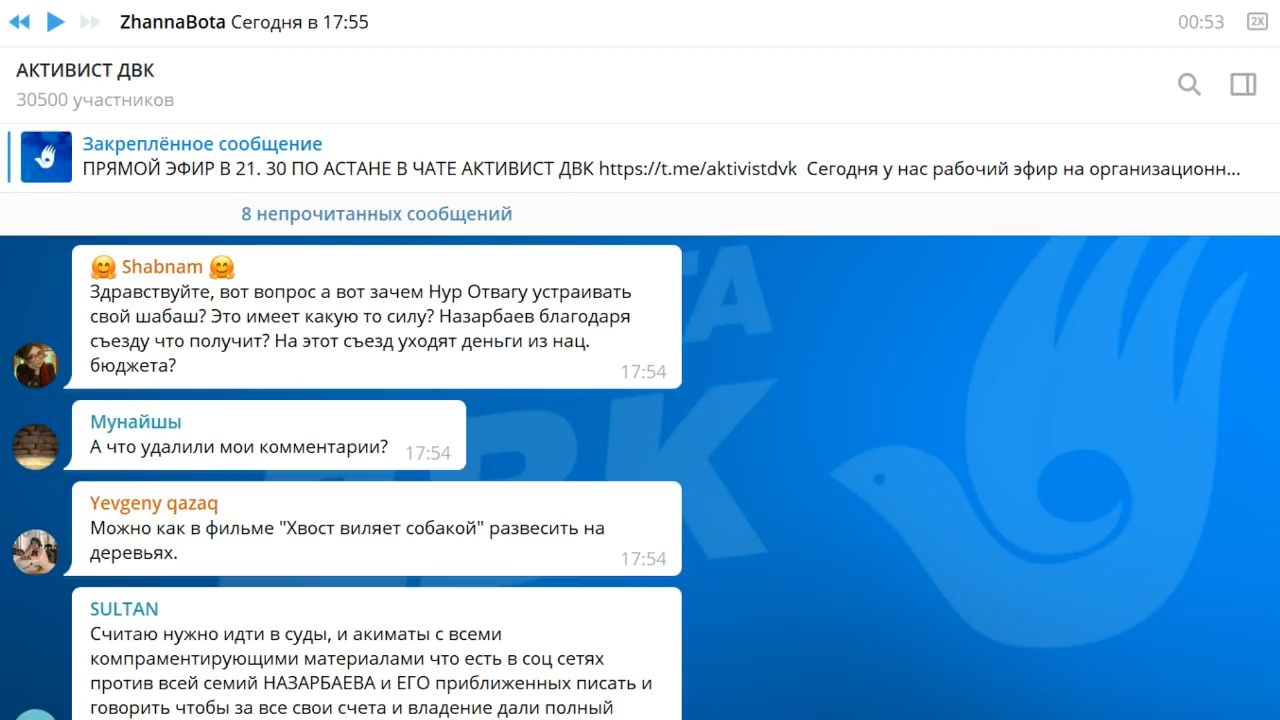 ZhannaBota Сегодня в 17:55
00:53
2X
АКТИВИСТ ДВК
30500 участников
Закреплённое сообщение
ПРЯМОЙ ЭФИР В 21. 30 ПО АСТАНЕ В ЧАТЕ АКТИВИСТ ДВК https://t.me/aktivistdvk Сегодня у нас рабочий эфир на организационн...
8 непрочитанных сообщений
Shabnam
Здравствуйте, вот вопрос а вот зачем Нур Отвагу устраивать
свой шабаш? Это имеет какую то силу? Назарбаев благодаря
съезду что получит? На этот съезд уходят деньги из нац.
бюджета?
17:54
Мунайшы
А что удалили мои комментарии?
17:54
Yevgeny qazaq
Можно как в фильме "Хвост виляет собакой" развесить на
деревьях.
17:54
SULTAN
Считаю нужно идти в суды, и акиматы с всеми
компраментирующими материалами что есть в соц сетях
против всей семий НАЗАРБАЕВА и ЕГО приближенных писать и
говорить чтобы за все свои счета и владение дали полный
ТА
ДВК